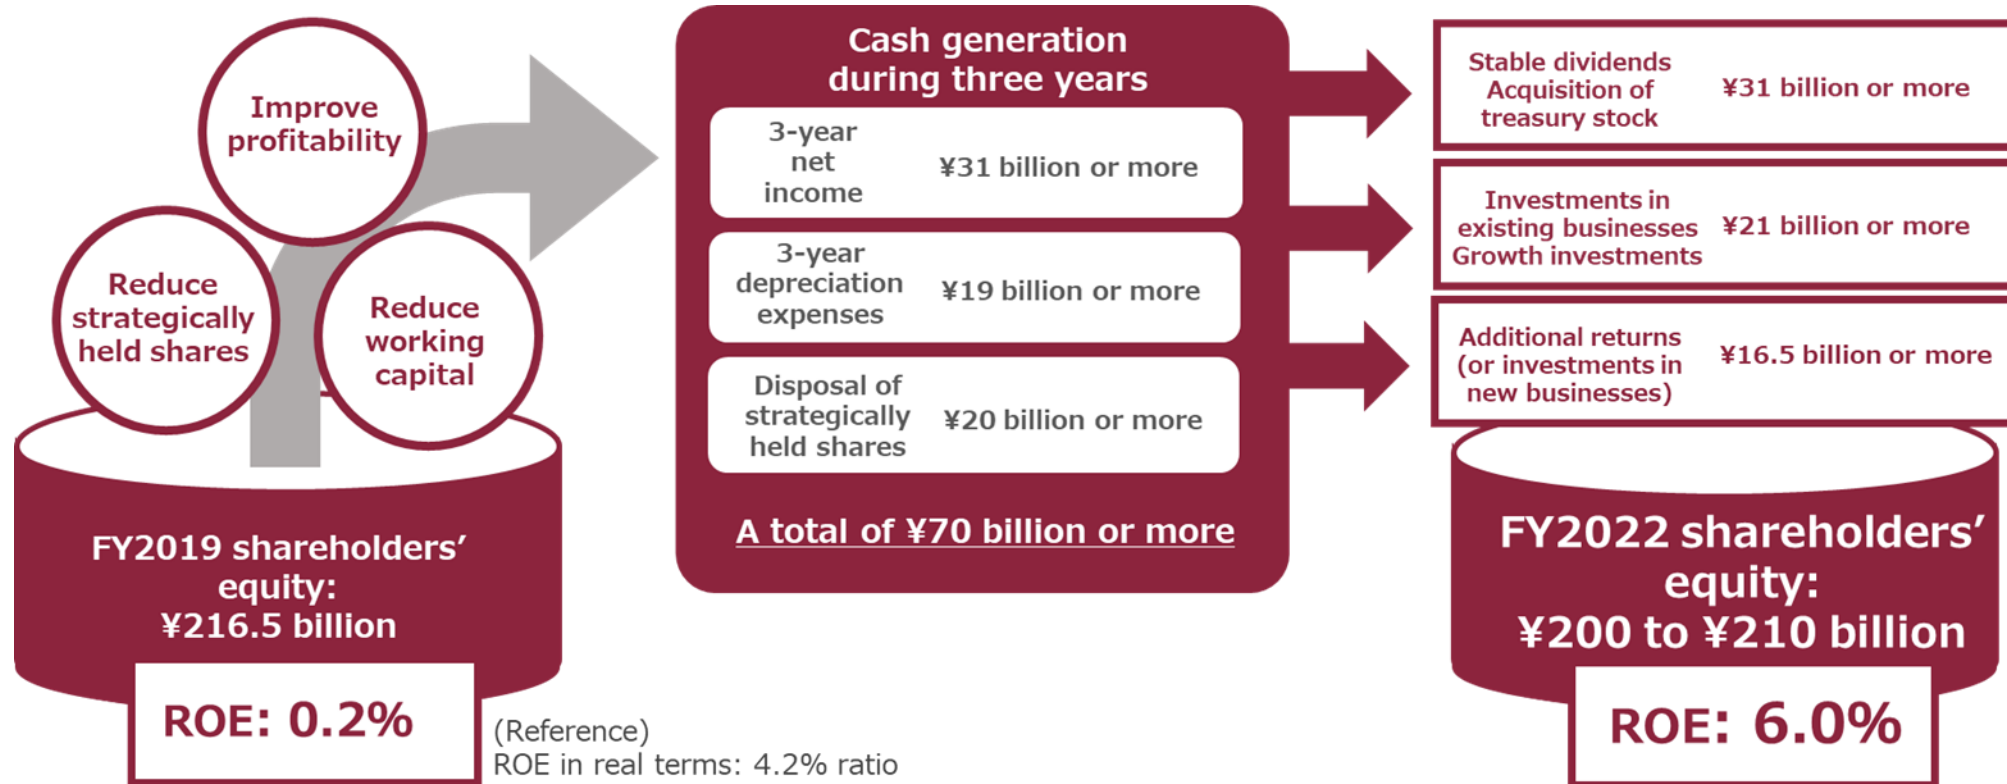 Improve
profitability
Reduce
strategically
held shares
Reduce
working
capital
FY2019 shareholders’
equity:
¥216.5 billion
ROE: 0.2%
(Reference)
ROE in real terms: 4.2% ratio
Cash generation
during three years
3-year
net
income
¥31 billion or more
3-year
depreciation
expenses
¥19 billion or more
Disposal of
strategically
held shares
¥20 billion or more
A total of ¥70 billion or more
Stable dividends
Acquisition of
treasury stock
¥31 billion or more
Investments in
existing businesses
Growth investments
¥21 billion or more
Additional returns
(or investments in
new businesses)
¥16.5 billion or more
FY2022 shareholders’
equity:
¥200 to ¥210 billion
ROE: 6.0%